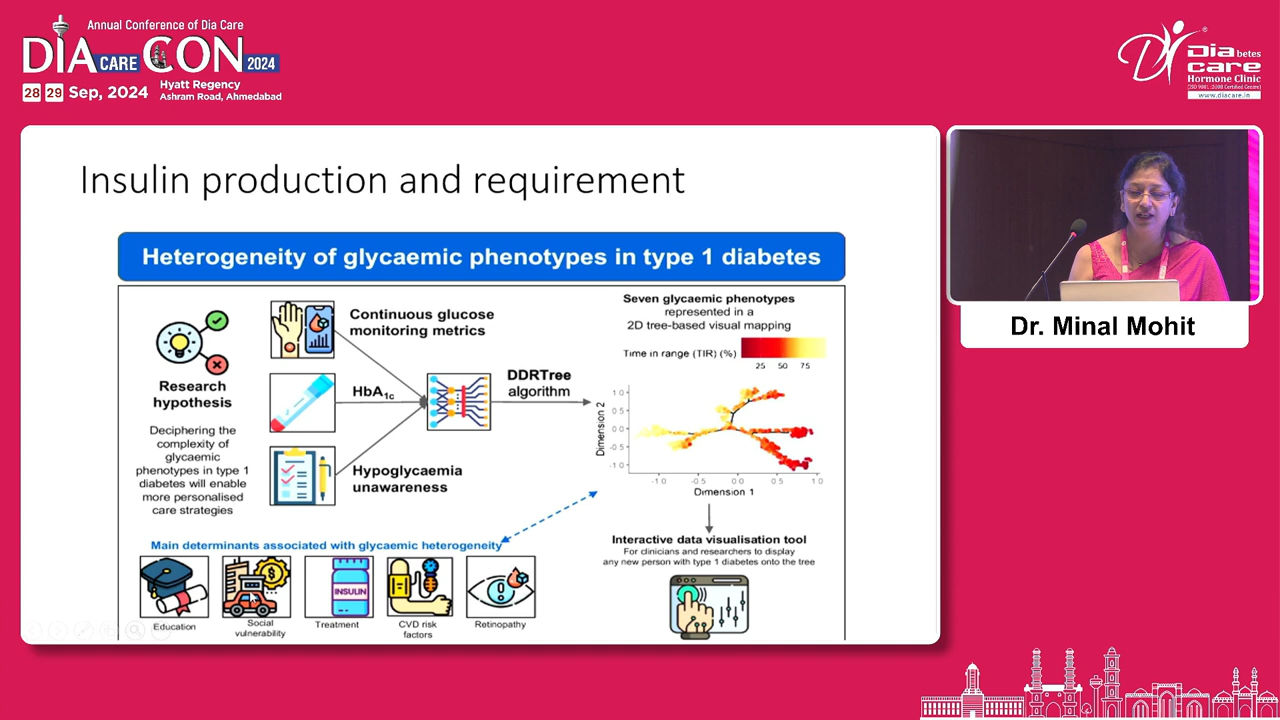 Annual Conference of Dia Care
DIA CARE CON 2024
28 29 Sep, 2024
Hyatt Regency
Ashram Road, Ahmedabad
®
Diabetes
care
Hormone Clinic
(ISO 9001:2008 Certified Centre)
www.diacare.in
Insulin production and requirement
Heterogeneity of glycaemic phenotypes in type 1 diabetes
Research
hypothesis
Deciphering the
complexity of
glycaemic
phenotypes in type 1
diabetes will enable
more personalised
care strategies
Continuous glucose
monitoring metrics
HbA1c
Hypoglycaemia
unawareness
DDRTree
algorithm
Seven glycaemic phenotypes
represented in a
2D tree-based visual mapping
Time in range (TIR) (%)
25 50 75
Dimension 2
1 0
0 5
0 0
-0 5
-1 0
-1 0 -0 5 0 0 0 5 1 0
Dimension 1
Interactive data visualisation tool
For clinicians and researchers to display
any new person with type 1 diabetes onto the tree
Main determinants associated with glycaemic heterogeneity
INSULIN
Education
Social
vulnerability
Treatment
CVD risk
factors
Retinopathy
Dr. Minal Mohit